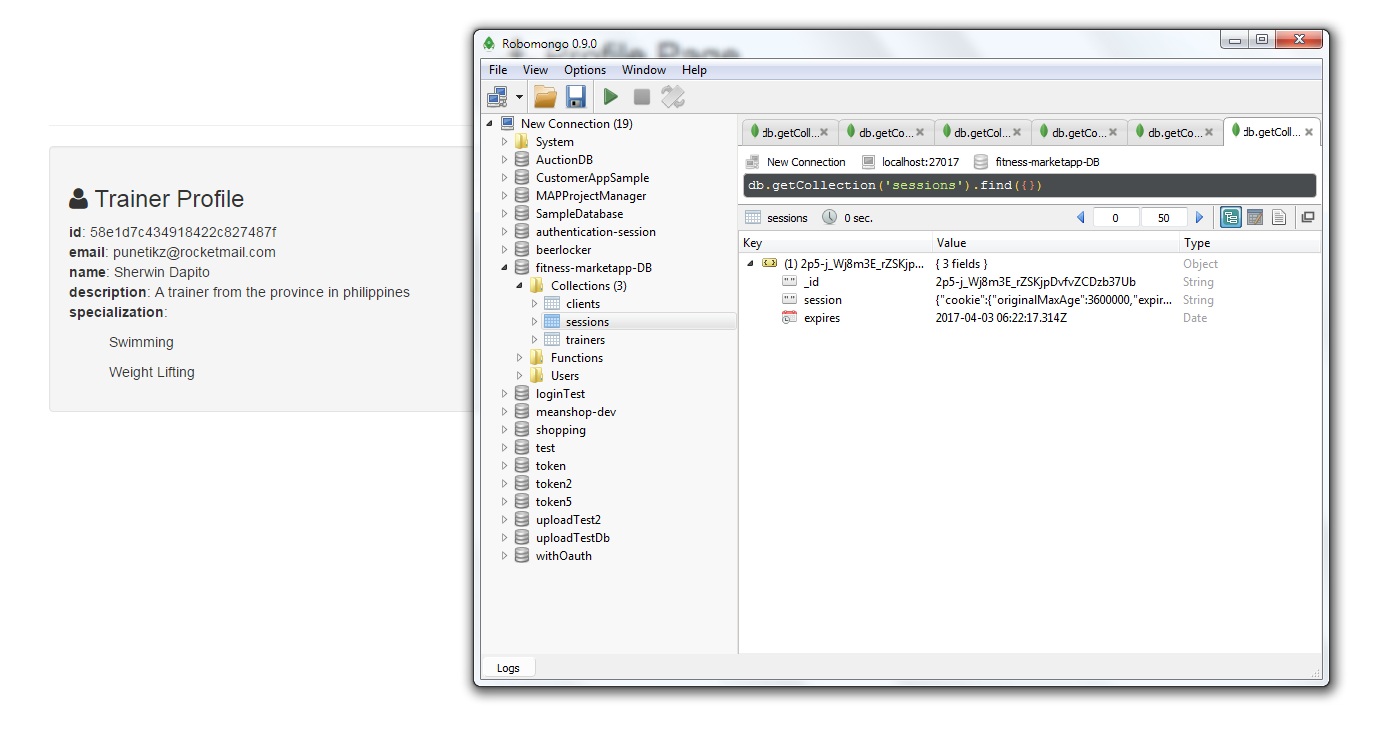 Profile Page
Trainer Profile
id: 58e1d7c434918422c827487f
email: punetikz@rocketmail.com
name: Sherwin Dapito
description: A trainer from the province in philippines
specialization:
Swimming
Weight Lifting
Robomongo 0.9.0
File View Options Window Help
New Connection (19)
System
AuctionDB
CustomerAppSample
MAPProjectManager
SampleDatabase
authentication-session
beerlocker
fitness-marketapp-DB
Collections (3)
clients
sessions
trainers
Functions
Users
loginTest
meanshop-dev
shopping
test
token
token2
token5
uploadTest2
uploadTestDb
withOauth
db.getColl... db.getCo... db.getCol... db.getCo... db.getCo... db.getColl...
New Connection localhost:27017 fitness-marketapp-DB
db.getCollection('sessions').find({})
sessions 0 sec. 0 50
Key Value Type
(1) 2p5-j_Wj8m3E_rZSKjp... { 3 fields } Object
_id 2p5-j_Wj8m3E_rZSKjpDvfvZCDzb37Ub String
session {"cookie":{"originalMaxAge":3600000,"expir... String
expires 2017-04-03 06:22:17.314Z Date
Logs